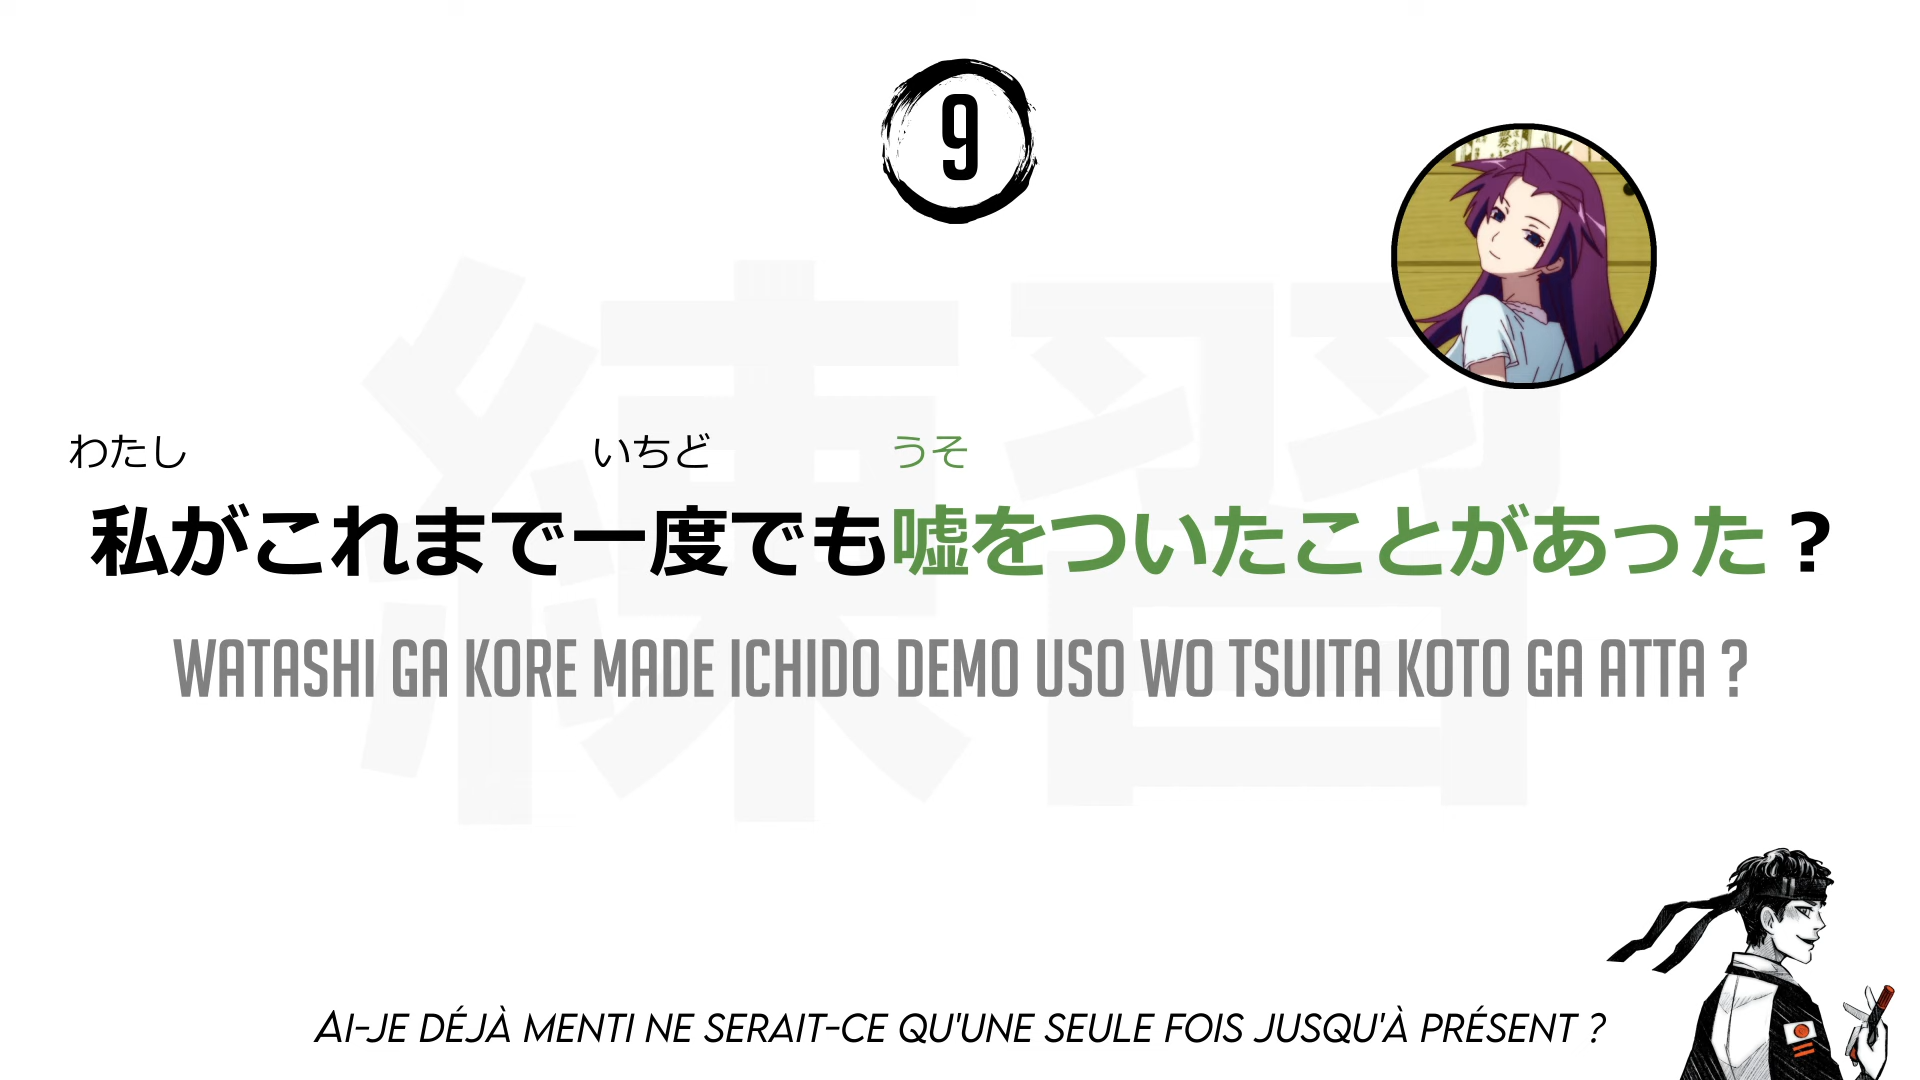 9
わたし いちど うそ
私がこれまで一度でも嘘をついたことがあった？
WATASHI GA KORE MADE ICHIDO DEMO USO WO TSUITA KOTO GA ATTA ?
練習
AI-JE DÉJÀ MENTI NE SERAIT-CE QU'UNE SEULE FOIS JUSQU'À PRÉSENT ?